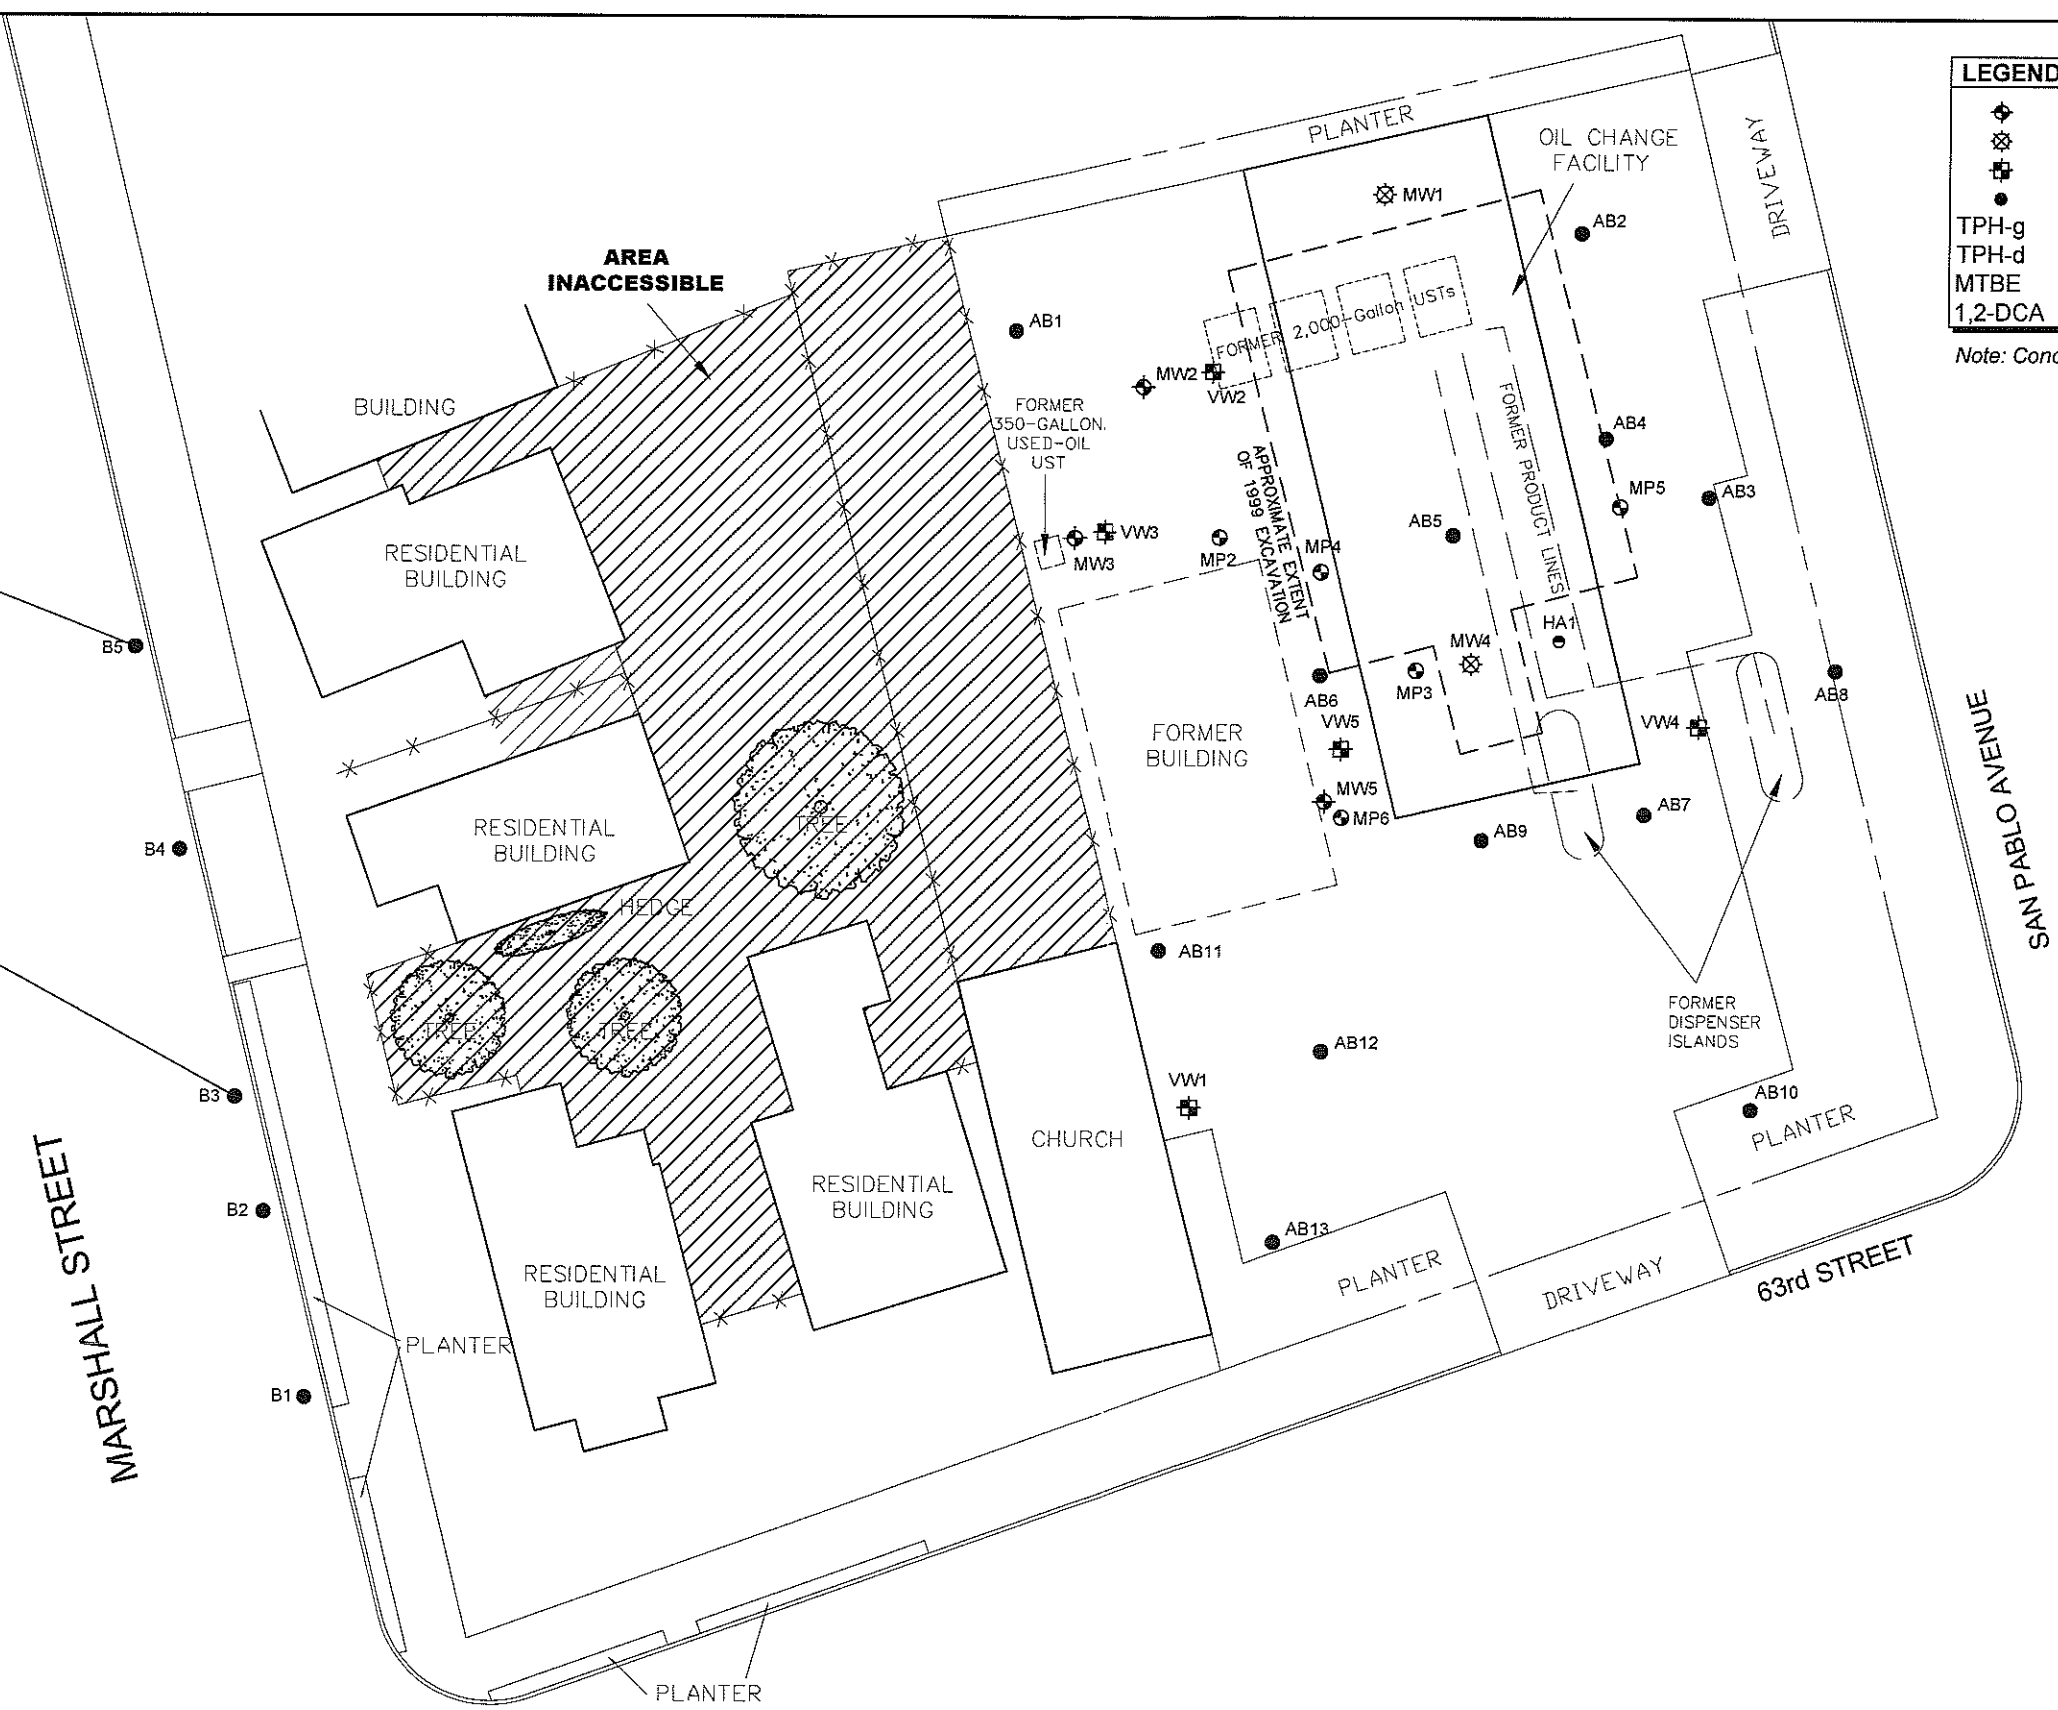 LEGEND
TPH-g
TPH-d
MTBE
1,2-DCA
Note: Conc
PLANTER
OIL CHANGE
FACILITY
DRIVEWAY
MW1
AB2
AREA
INACCESSIBLE
AB1
FORMER 2,000-Gallon USTs
MW2
VW2
BUILDING
FORMER
350-GALLON
USED-OIL
UST
APPROXIMATE EXTENT
OF 1999 EXCAVATION
FORMER PRODUCT LINES
AB4
MP5
AB3
AB5
MW3
VW3
MP2
MP4
RESIDENTIAL
BUILDING
B5
HA1
MW4
MP3
AB6
AB8
VW5
VW4
FORMER
BUILDING
MW5
MP6
AB7
AB9
SAN PABLO AVENUE
RESIDENTIAL
BUILDING
TREE
B4
HEDGE
AB11
TREE
TREE
FORMER
DISPENSER
ISLANDS
AB12
B3
VW1
AB10
PLANTER
CHURCH
RESIDENTIAL
BUILDING
B2
AB13
PLANTER
DRIVEWAY
63rd STREET
RESIDENTIAL
BUILDING
MARSHALL STREET
PLANTER
B1
PLANTER